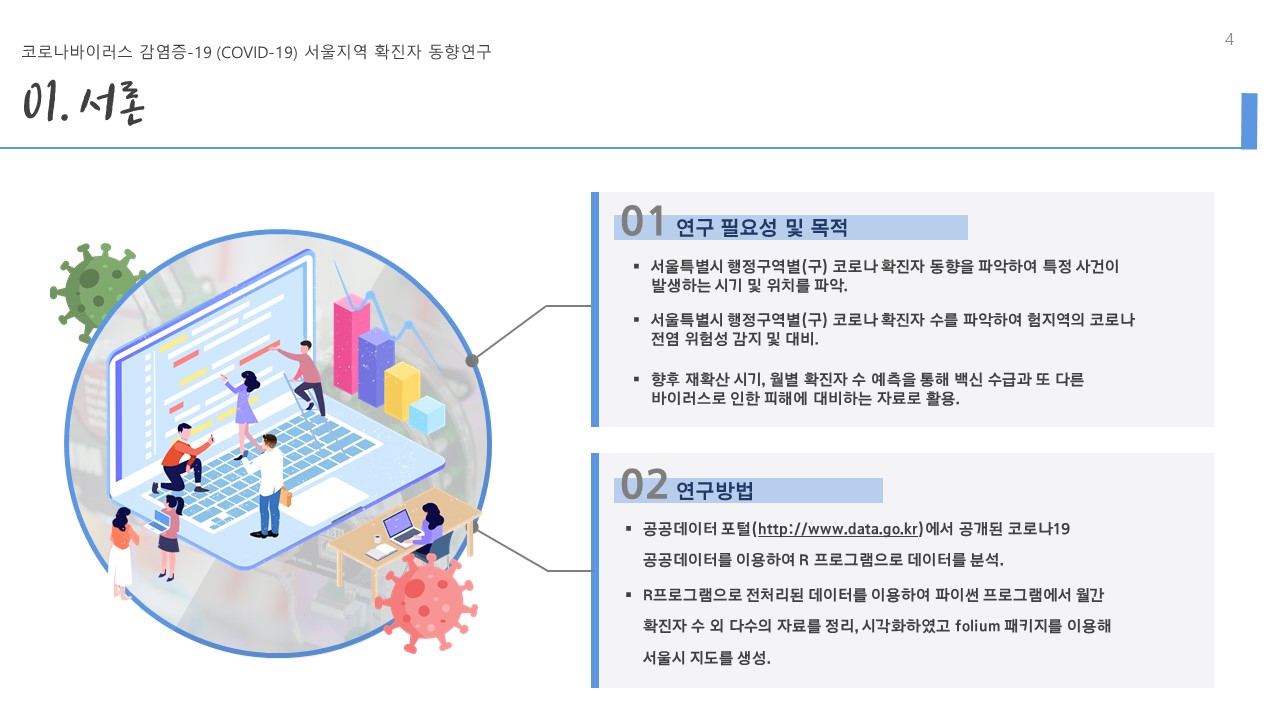 코로나바이러스 감염증-19 (COVID-19) 서울지역 확진자 동향연구
4
01. 서론
01 연구 필요성 및 목적
▪ 서울특별시 행정구역별(구) 코로나 확진자 동향을 파악하여 특정 사건이
발생하는 시기 및 위치를 파악.
▪ 서울특별시 행정구역별(구) 코로나 확진자 수를 파악하여 험지역의 코로나
전염 위험성 감지 및 대비.
▪ 향후 재확산 시기, 월별 확진자 수 예측을 통해 백신 수급과 또 다른
바이러스로 인한 피해에 대비하는 자료로 활용.
02 연구방법
▪ 공공데이터 포털(http://www.data.go.kr)에서 공개된 코로나19
공공데이터를 이용하여 R 프로그램으로 데이터를 분석.
▪ R프로그램으로 전처리된 데이터를 이용하여 파이썬 프로그램에서 월간
확진자 수 외 다수의 자료를 정리, 시각화하였고 folium 패키지를 이용해
서울시 지도를 생성.